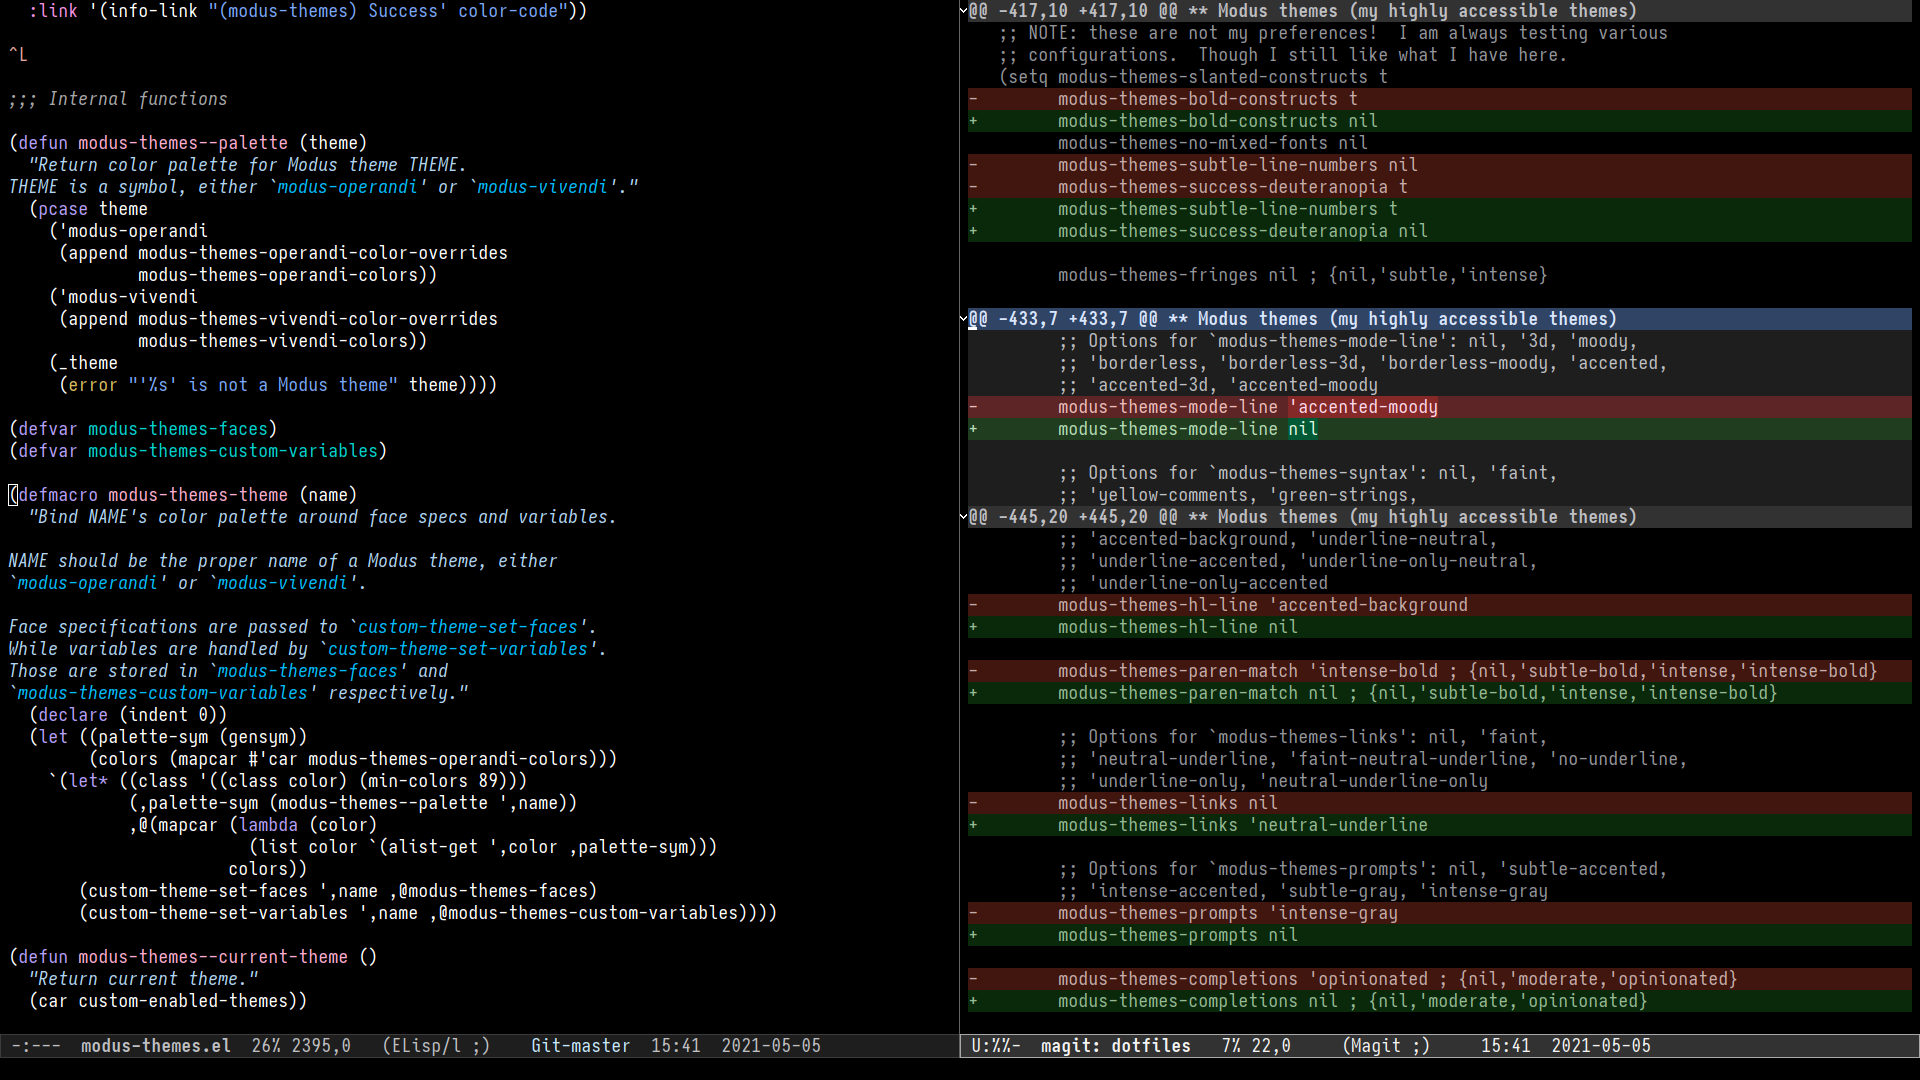 :link '(info-link "(modus-themes) Success' color-code"))
^L
;;; Internal functions
(defun modus-themes--palette (theme)
  "Return color palette for Modus theme THEME.
THEME is a symbol, either `modus-operandi' or `modus-vivendi'."
  (pcase theme
    ('modus-operandi
     (append modus-themes-operandi-color-overrides
             modus-themes-operandi-colors))
    ('modus-vivendi
     (append modus-themes-vivendi-color-overrides
             modus-themes-vivendi-colors))
    (_theme
     (error "'%s' is not a Modus theme" theme))))
(defvar modus-themes-faces)
(defvar modus-themes-custom-variables)
(defmacro modus-themes-theme (name)
  "Bind NAME's color palette around face specs and variables.
NAME should be the proper name of a Modus theme, either
`modus-operandi' or `modus-vivendi'.
Face specifications are passed to `custom-theme-set-faces'.
While variables are handled by `custom-theme-set-variables'.
Those are stored in `modus-themes-faces' and
`modus-themes-custom-variables' respectively."
  (declare (indent 0))
  (let ((palette-sym (gensym))
        (colors (mapcar #'car modus-themes-operandi-colors)))
    `(let* ((class '((class color) (min-colors 89)))
            (,palette-sym (modus-themes--palette ',name))
            ,@(mapcar (lambda (color)
                        (list color `(alist-get ',color ,palette-sym)))
                      colors))
       (custom-theme-set-faces ',name ,@modus-themes-faces)
       (custom-theme-set-variables ',name ,@modus-themes-custom-variables))))
(defun modus-themes--current-theme ()
  "Return current theme."
  (car custom-enabled-themes))
-:---  modus-themes.el  26% 2395,0   (ELisp/l ;)    Git-master  15:41  2021-05-05
@@ -417,10 +417,10 @@ ** Modus themes (my highly accessible themes)
   ;; NOTE: these are not my preferences!  I am always testing various
   ;; configurations.  Though I still like what I have here.
   (setq modus-themes-slanted-constructs t
-        modus-themes-bold-constructs t
+        modus-themes-bold-constructs nil
         modus-themes-no-mixed-fonts nil
-        modus-themes-subtle-line-numbers nil
-        modus-themes-success-deuteranopia t
+        modus-themes-subtle-line-numbers t
+        modus-themes-success-deuteranopia nil
         modus-themes-fringes nil ; {nil,'subtle,'intense}
@@ -433,7 +433,7 @@ ** Modus themes (my highly accessible themes)
         ;; Options for `modus-themes-mode-line': nil, '3d, 'moody,
         ;; 'borderless, 'borderless-3d, 'borderless-moody, 'accented,
         ;; 'accented-3d, 'accented-moody
-        modus-themes-mode-line 'accented-moody
+        modus-themes-mode-line nil
         ;; Options for `modus-themes-syntax': nil, 'faint,
         ;; 'yellow-comments, 'green-strings,
@@ -445,20 +445,20 @@ ** Modus themes (my highly accessible themes)
         ;; 'accented-background, 'underline-neutral,
         ;; 'underline-accented, 'underline-only-neutral,
         ;; 'underline-only-accented
-        modus-themes-hl-line 'accented-background
+        modus-themes-hl-line nil
-        modus-themes-paren-match 'intense-bold ; {nil,'subtle-bold,'intense,'intense-bold}
+        modus-themes-paren-match nil ; {nil,'subtle-bold,'intense,'intense-bold}
         ;; Options for `modus-themes-links': nil, 'faint,
         ;; 'neutral-underline, 'faint-neutral-underline, 'no-underline,
         ;; 'underline-only, 'neutral-underline-only
-        modus-themes-links nil
+        modus-themes-links 'neutral-underline
         ;; Options for `modus-themes-prompts': nil, 'subtle-accented,
         ;; 'intense-accented, 'subtle-gray, 'intense-gray
-        modus-themes-prompts 'intense-gray
+        modus-themes-prompts nil
-        modus-themes-completions 'opinionated ; {nil,'moderate,'opinionated}
+        modus-themes-completions nil ; {nil,'moderate,'opinionated}
U:%%-  magit: dotfiles   7% 22,0     (Magit ;)     15:41  2021-05-05